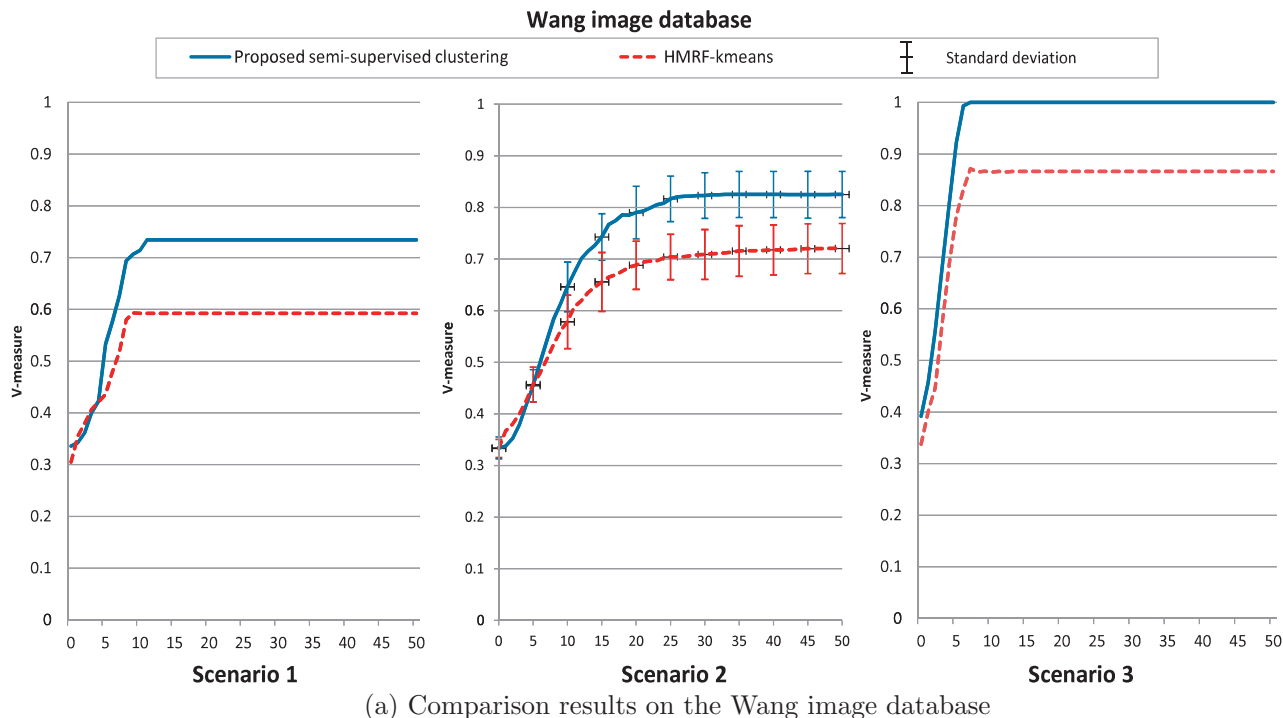 Wang image database
Proposed semi-supervised clustering HMRF-kmeans Standard deviation
V-measure
1
0.9
0.8
0.7
0.6
0.5
0.4
0.3
0.2
0.1
0
0 5 10 15 20 25 30 35 40 45 50
Scenario 1
V-measure
1
0.9
0.8
0.7
0.6
0.5
0.4
0.3
0.2
0.1
0
0 5 10 15 20 25 30 35 40 45 50
Scenario 2
V-measure
1
0.9
0.8
0.7
0.6
0.5
0.4
0.3
0.2
0.1
0
0 5 10 15 20 25 30 35 40 45 50
Scenario 3
(a) Comparison results on the Wang image database